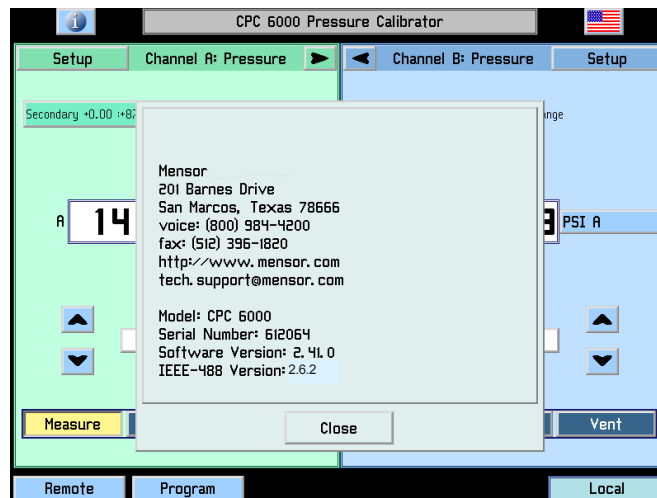 CPC 6000 Pressure Calibrator
Setup
Channel A: Pressure
Channel B: Pressure
Setup
Secondary +0.00 :+87
A 14
PSI A
Mensor
201 Barnes Drive
San Marcos, Texas 78666
voice: (800) 984-4200
fax: (512) 396-1820
http://www.mensor.com
tech.support@mensor.com
Model: CPC 6000
Serial Number: 612064
Software Version: 2.41.0
IEEE-488 Version: 2.6.2
Close
Measure
Vent
Remote
Program
Local